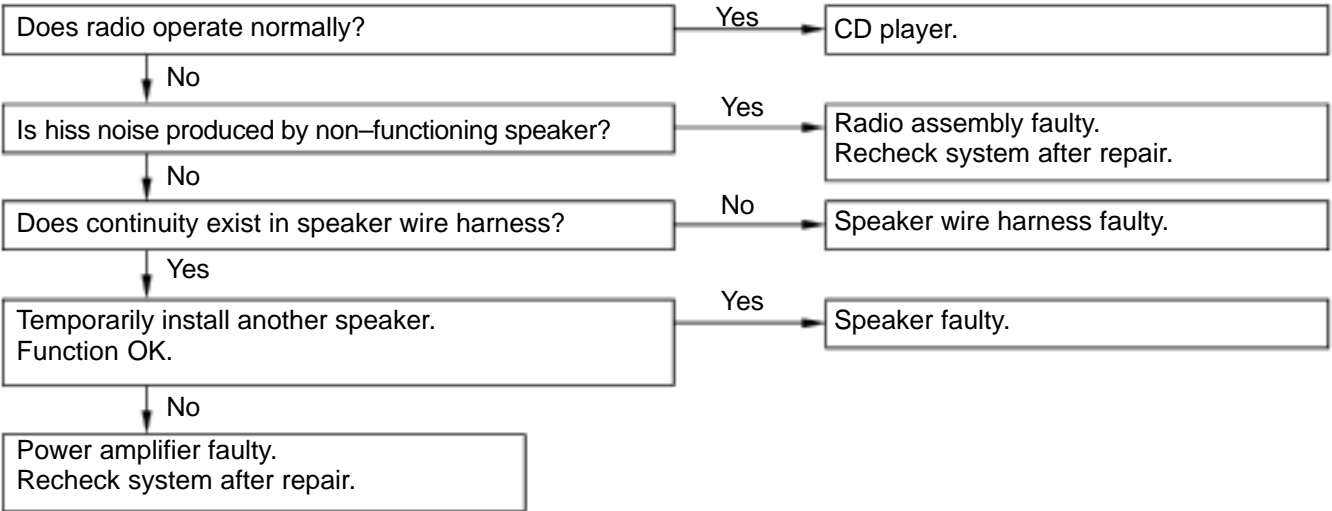 Does radio operate normally?
Yes
CD player.
No
Is hiss noise produced by non–functioning speaker?
Yes
Radio assembly faulty.
Recheck system after repair.
No
Does continuity exist in speaker wire harness?
No
Speaker wire harness faulty.
Yes
Temporarily install another speaker.
Function OK.
Yes
Speaker faulty.
No
Power amplifier faulty.
Recheck system after repair.